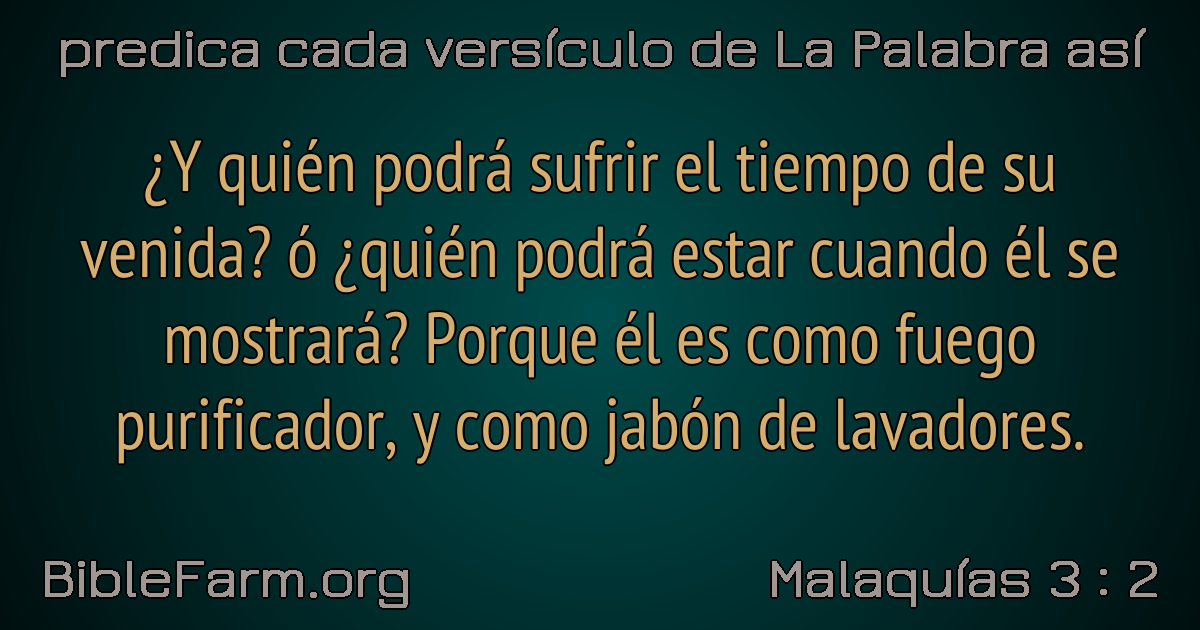 predica cada versículo de La Palabra así
¿Y quién podrá sufrir el tiempo de su
venida? ó ¿quién podrá estar cuando él se
mostrará? Porque él es como fuego
purificador, y como jabón de lavadores.
BibleFarm.org
Malaquías 3 : 2